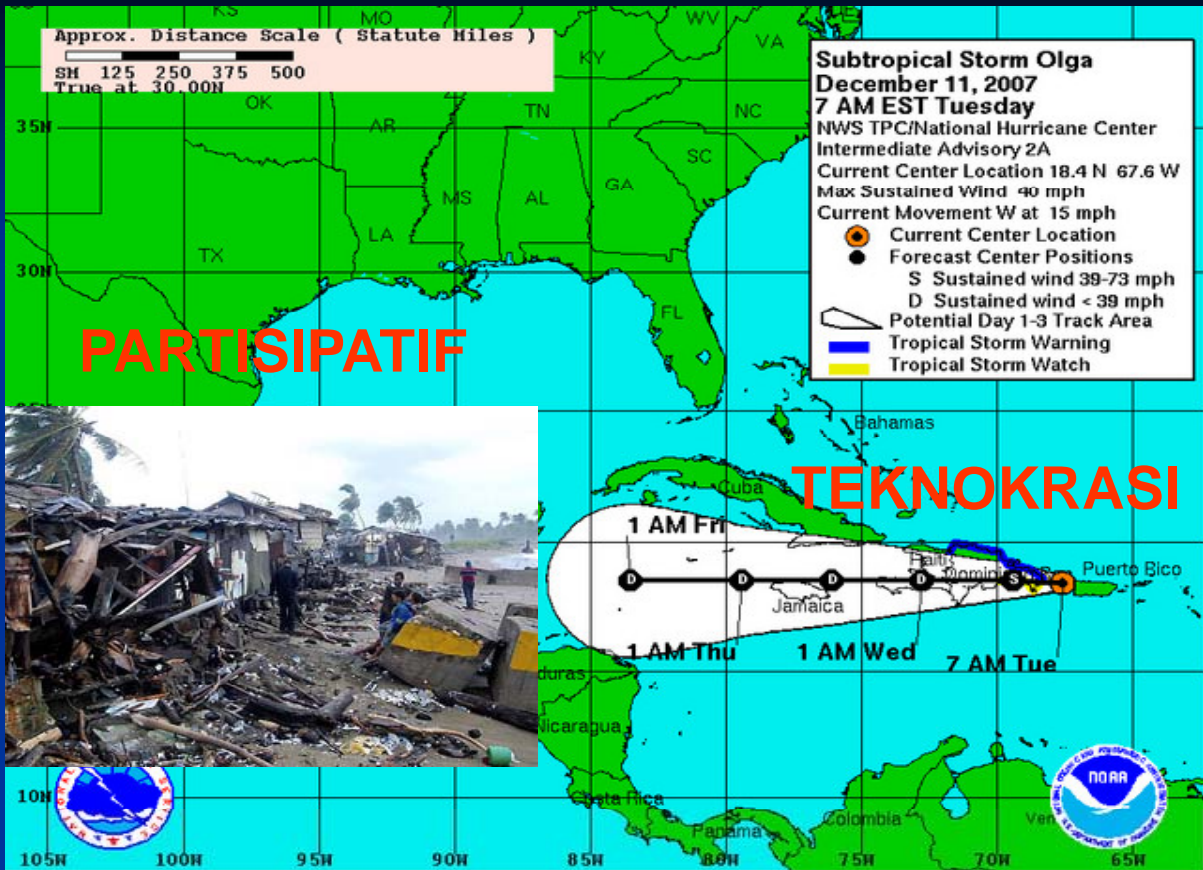 KS
MO
WV
VA
Approx. Distance Scale ( Statute Miles )
SM 125 250 375 500
True at 30.00N
KY
OK
AR
TN
NC
SC
MS
AL
GA
LA
TX
FL
35N
30N
Subtropical Storm Olga
December 11, 2007
7 AM EST Tuesday
NWS TPC/National Hurricane Center
Intermediate Advisory 2A
Current Center Location 18.4 N 67.6 W
Max Sustained Wind 40 mph
Current Movement W at 15 mph
Current Center Location
Forecast Center Positions
S Sustained wind 39-73 mph
D Sustained wind < 39 mph
Potential Day 1-3 Track Area
Tropical Storm Warning
Tropical Storm Watch
PARTISIPATIF
Bahamas
Cuba
TEKNOKRASI
1 AM Fri
Haiti
Puerto Rico
D D D D S
Jamaica
1 AM Thu
1 AM Wed
7 AM Tue
duras
Nicaragua
10N
Costa Rica
Panama
Colombia
Ven
NOAA
105W 100W 95W 90W 85W 80W 75W 70W 65W